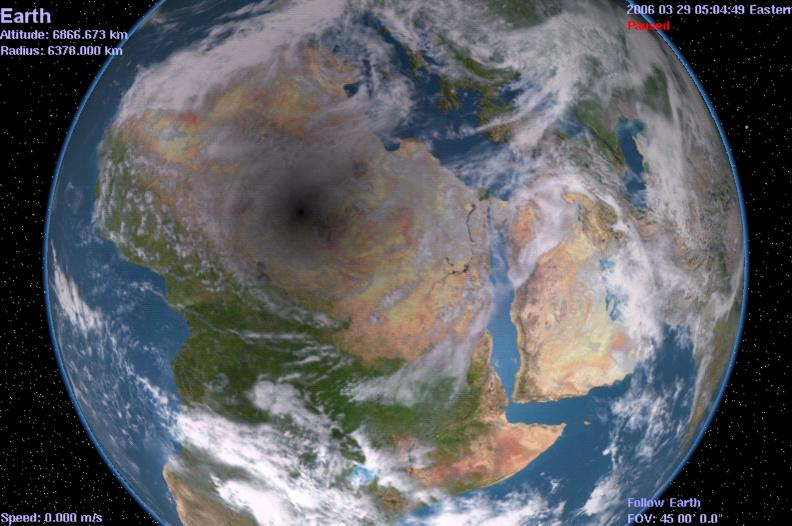 Earth
Altitude: 6866.673 km
Radius: 6378.000 km
2006 03 29 05:04:49 Eastern
Paused
Speed: 0.000 m/s
Follow Earth
FOV: 45 00' 0.0"